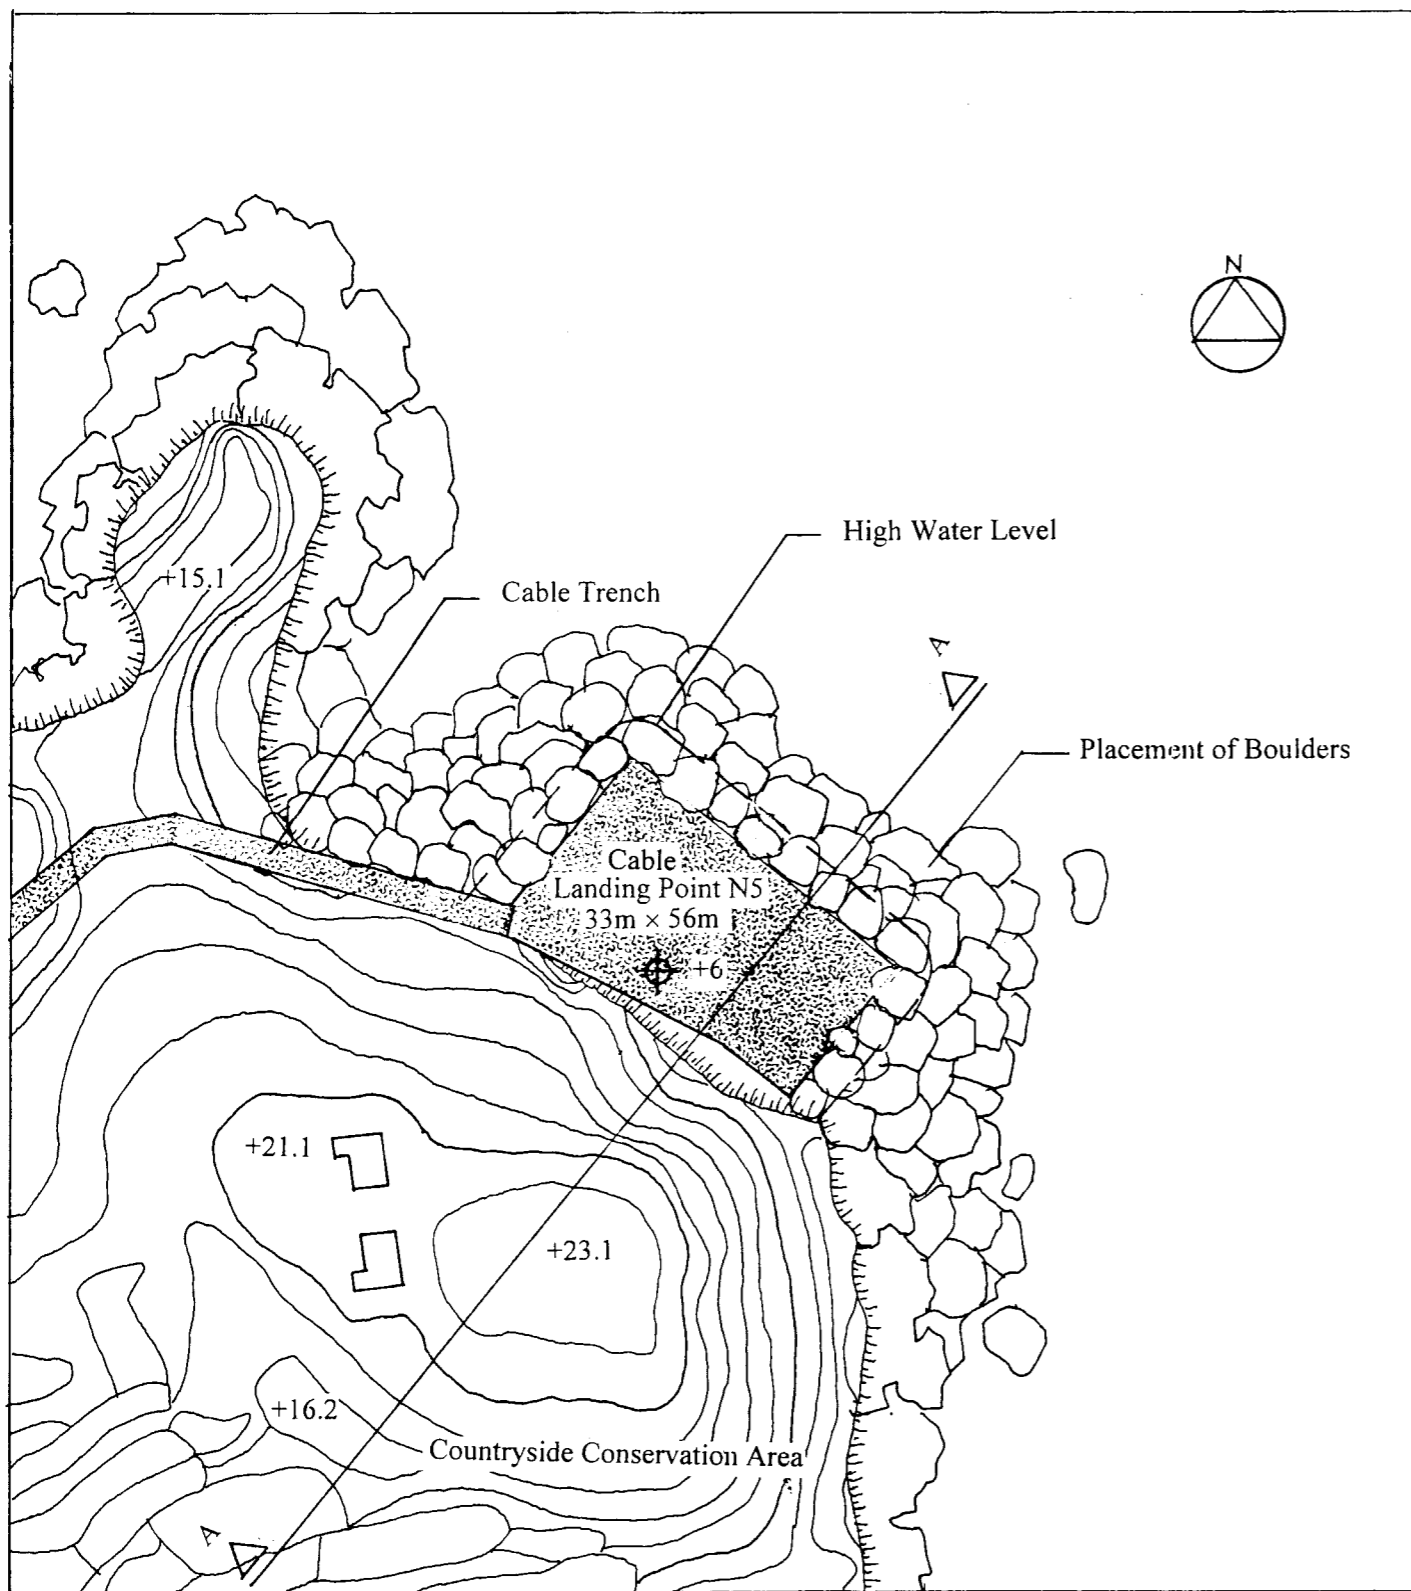 N
High Water Level
+15.1
Cable Trench
A
Placement of Boulders
Cable
Landing Point N5
33m × 56m
+6
+21.1
+23.1
+16.2
Countryside Conservation Area
A